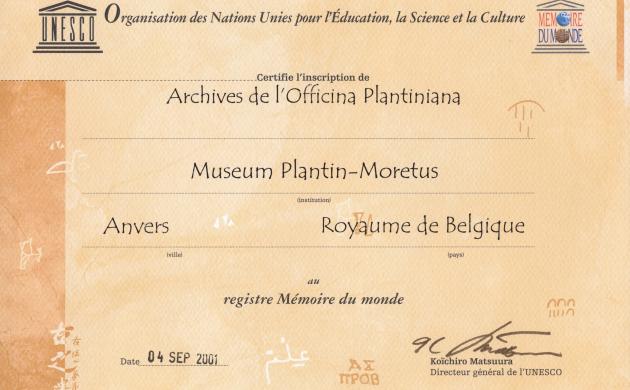 UNESCO
Organisation des Nations Unies pour l'Éducation, la Science et la Culture
MÉMOIRE
DU MONDE
Certifie l'inscription de
Archives de l'Officina Plantiniana
Museum Plantin-Moretus
(institution)
Anvers Royaume de Belgique
(ville) (pays)
au
registre Mémoire du monde
Date 04 SEP 2001
Koïchiro Matsuura
Directeur général de l'UNESCO
ΑΣ
ΠΡΟΒ